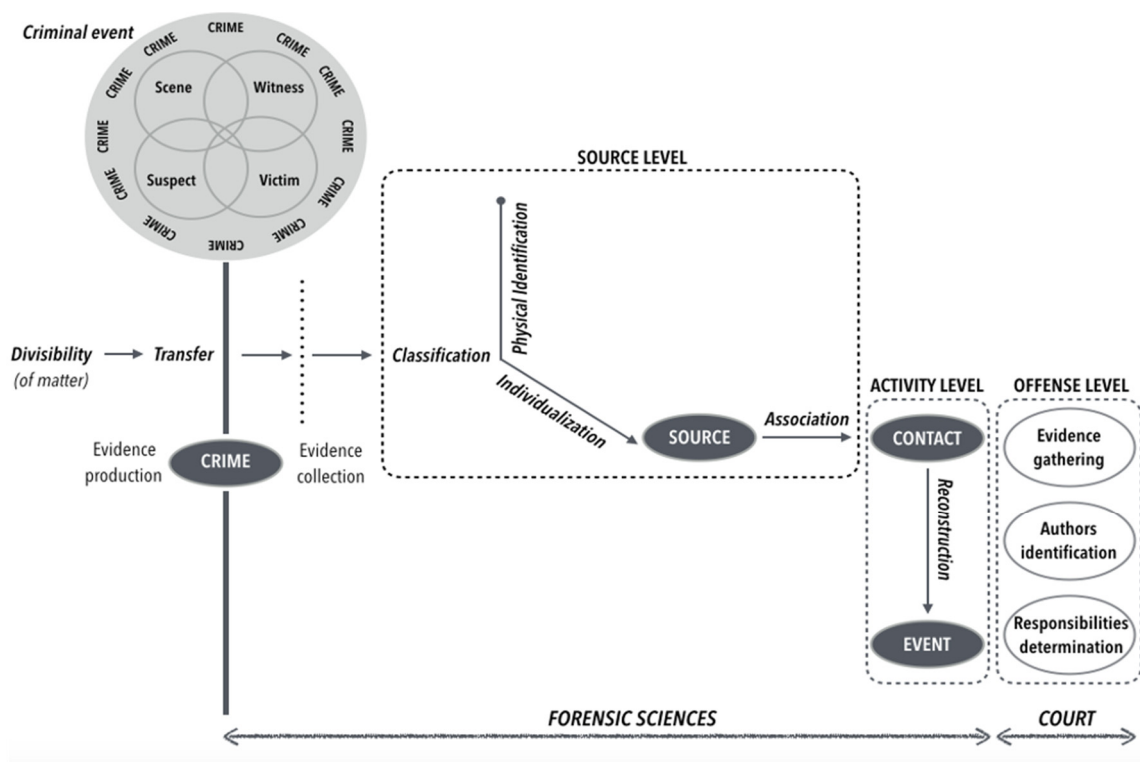 Criminal event
CRIME
CRIME
CRIME
CRIME
CRIME
CRIME
CRIME
CRIME
CRIME
CRIME
CRIME
CRIME
Scene
Witness
Suspect
Victim
SOURCE LEVEL
Physical Identification
Divisibility
(of matter)
Transfer
Classification
Individualization
SOURCE
Association
Evidence
production
CRIME
Evidence
collection
ACTIVITY LEVEL
CONTACT
Reconstruction
EVENT
OFFENSE LEVEL
Evidence
gathering
Authors
identification
Responsibilities
determination
FORENSIC SCIENCES
COURT